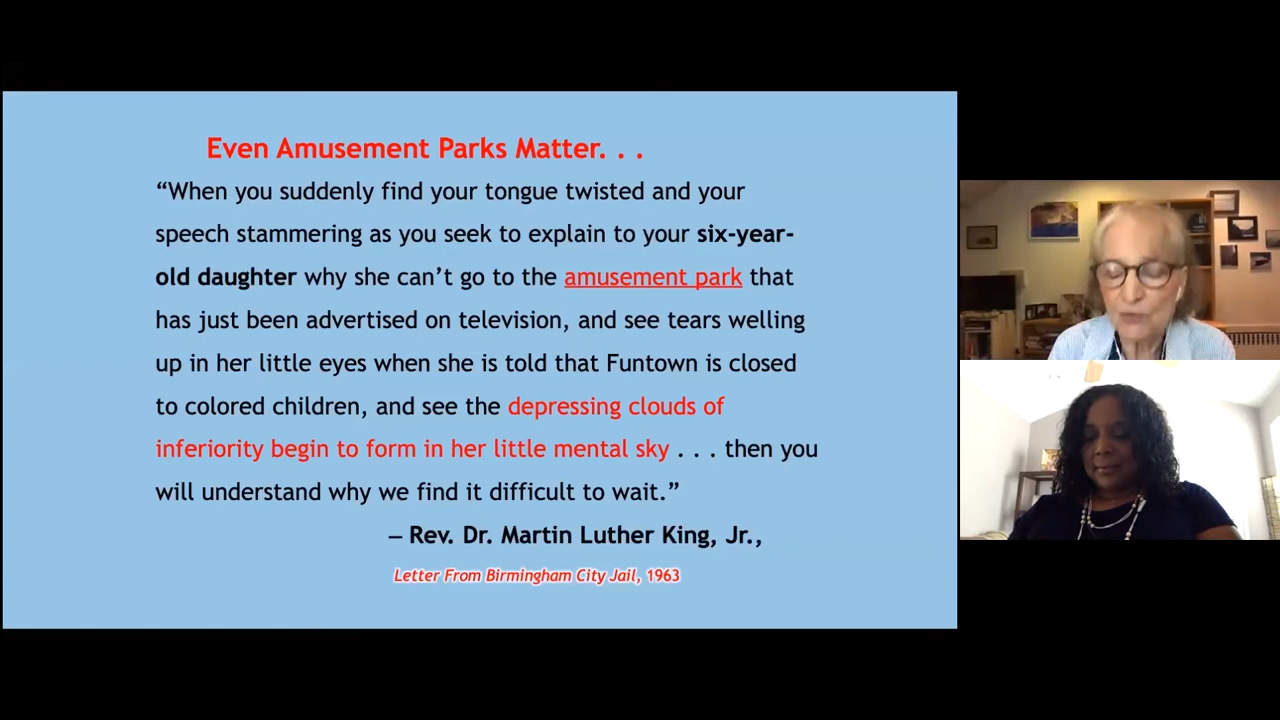 Even Amusement Parks Matter. . .
“When you suddenly find your tongue twisted and your
speech stammering as you seek to explain to your six-year-
old daughter why she can’t go to the amusement park that
has just been advertised on television, and see tears welling
up in her little eyes when she is told that Funtown is closed
to colored children, and see the depressing clouds of
inferiority begin to form in her little mental sky . . . then you
will understand why we find it difficult to wait.”
– Rev. Dr. Martin Luther King, Jr.,
Letter From Birmingham City Jail, 1963